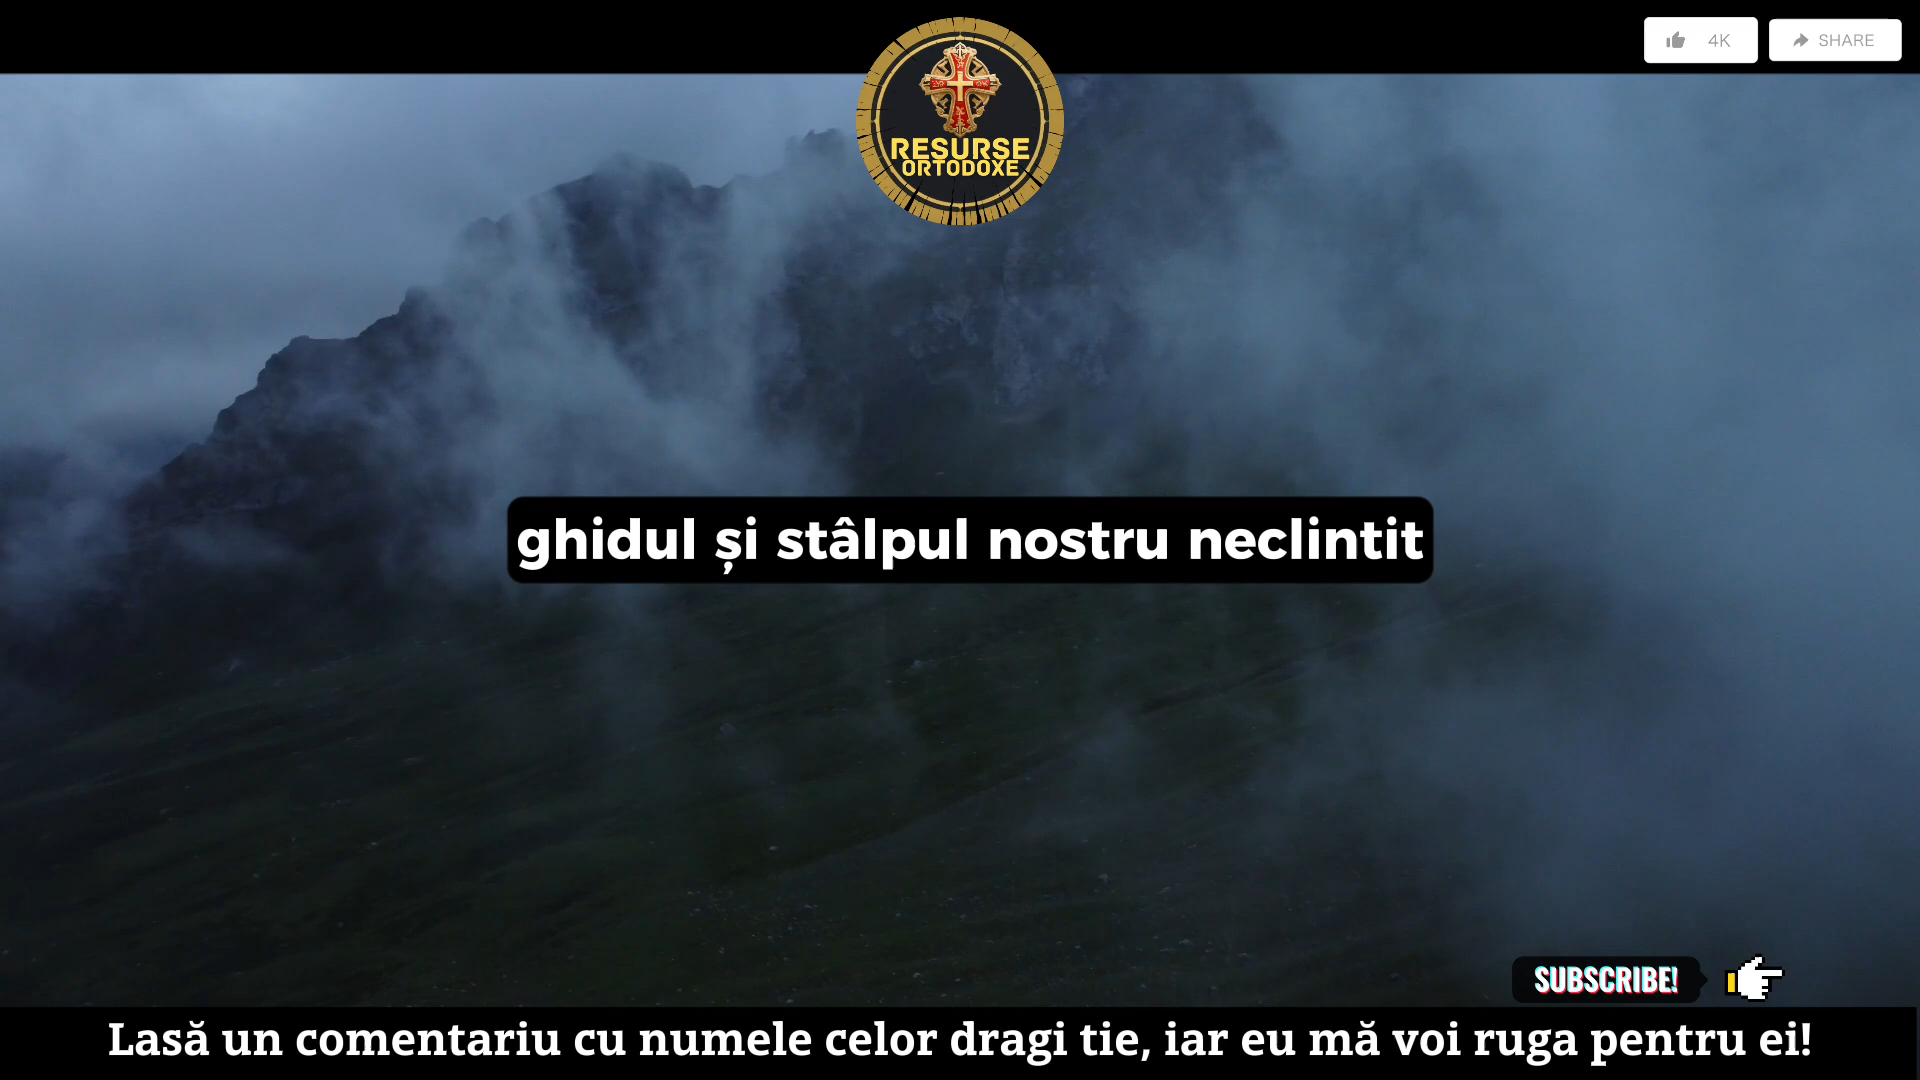 4K
SHARE
RESURSE
ORTODOXE
ghidul și stâlpul nostru neclintit
SUBSCRIBE!
Lasă un comentariu cu numele celor dragi tie, iar eu mă voi ruga pentru ei!